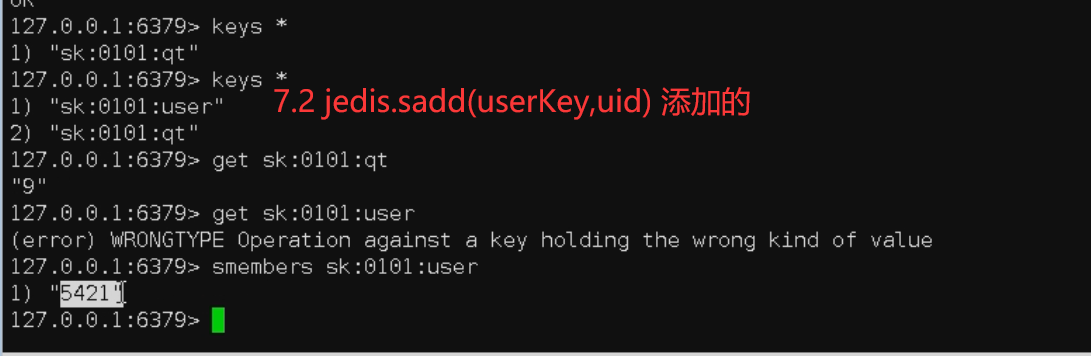 OK
127.0.0.1:6379> keys *
1) "sk:0101:qt"
127.0.0.1:6379> keys *
1) "sk:0101:user"
7.2 jedis.sadd(userKey,uid) 添加的
2) "sk:0101:qt"
127.0.0.1:6379> get sk:0101:qt
"9"
127.0.0.1:6379> get sk:0101:user
(error) WRONGTYPE Operation against a key holding the wrong kind of value
127.0.0.1:6379> smembers sk:0101:user
1) "5421"
127.0.0.1:6379>